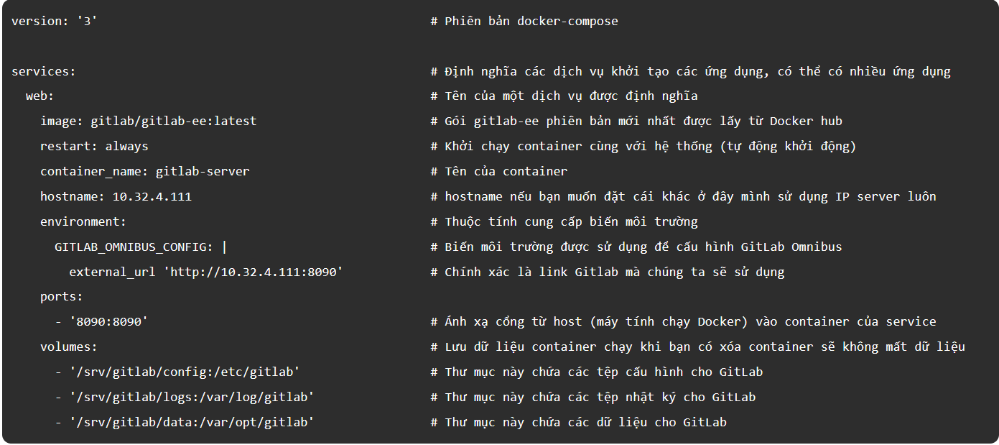 version: '3' # Phiên bản docker-compose
services: # Định nghĩa các dịch vụ khởi tạo các ứng dụng, có thể có nhiều ứng dụng
web: # Tên của một dịch vụ được định nghĩa
image: gitlab/gitlab-ee:latest # Gói gitlab-ee phiên bản mới nhất được lấy từ Docker hub
restart: always # Khởi chạy container cùng với hệ thống (tự động khởi động)
container_name: gitlab-server # Tên của container
hostname: 10.32.4.111 # hostname nếu bạn muốn đặt cái khác ở đây mình sử dụng IP server luôn
environment: # Thuộc tính cung cấp biến môi trường
GITLAB_OMNIBUS_CONFIG: | # Biến môi trường được sử dụng để cấu hình GitLab Omnibus
external_url 'http://10.32.4.111:8090' # Chính xác là link Gitlab mà chúng ta sẽ sử dụng
ports:
- '8090:8090' # Ánh xạ cổng từ host (máy tính chạy Docker) vào container của service
volumes: # Lưu dữ liệu container chạy khi bạn có xóa container sẽ không mất dữ liệu
- '/srv/gitlab/config:/etc/gitlab' # Thư mục này chứa các tệp cấu hình cho GitLab
- '/srv/gitlab/logs:/var/log/gitlab' # Thư mục này chứa các tệp nhật ký cho GitLab
- '/srv/gitlab/data:/var/opt/gitlab' # Thư mục này chứa các dữ liệu cho GitLab